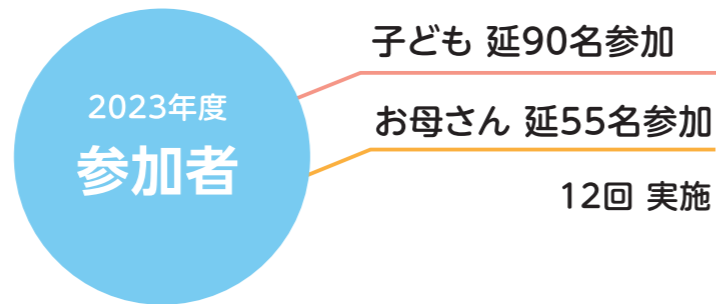 2023年度
参加者
子ども 延90名参加
お母さん 延55名参加
12回 実施